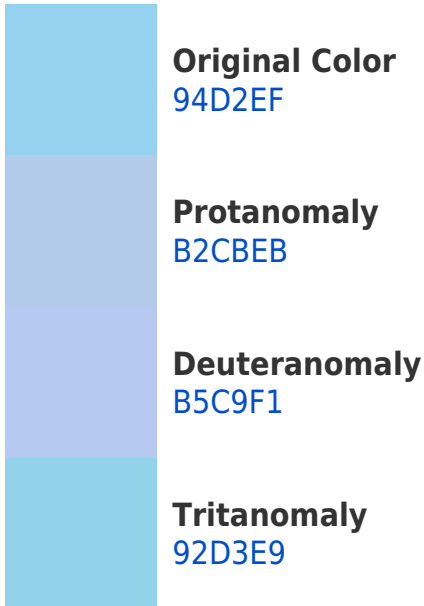 Original Color
94D2EF
Protanomaly
B2CBEB
Deuteranomaly
B5C9F1
Tritanomaly
92D3E9